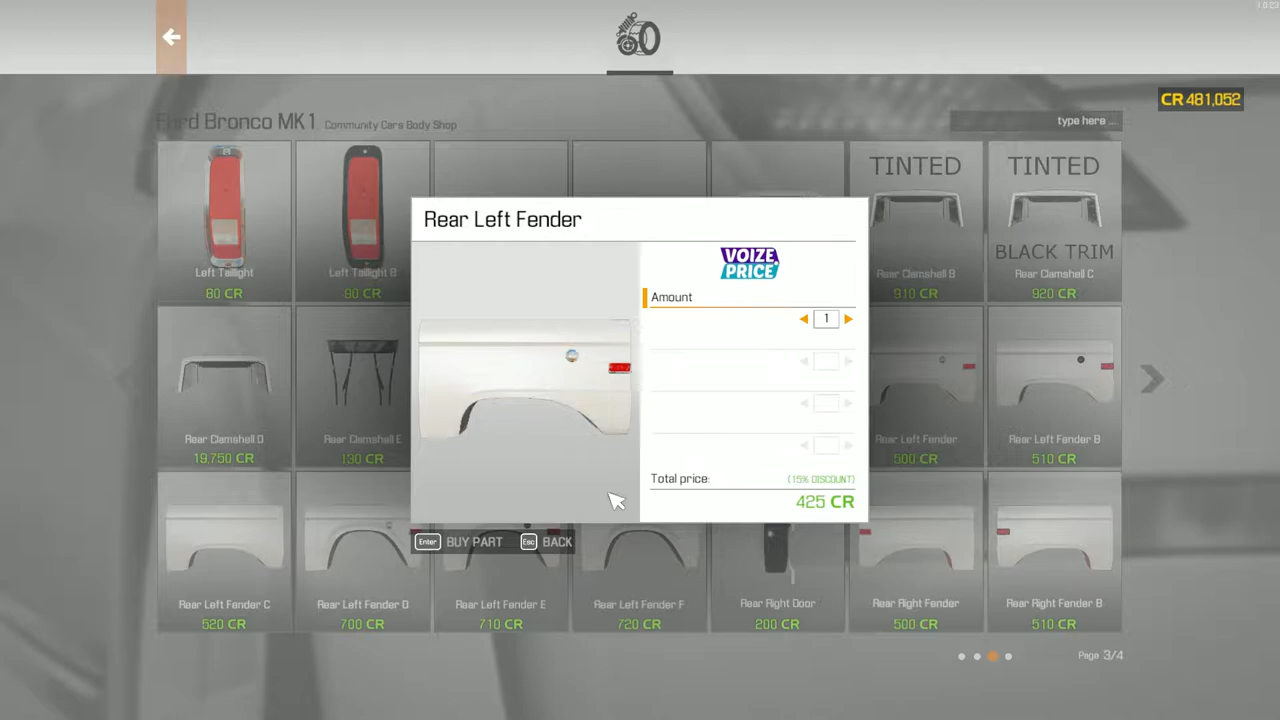 10:23
CR 481,052
Ford Bronco MK1 Community Cars Body Shop
type here ...
Left Taillight
80 CR
Left Taillight B
90 CR
TINTED
Rear Clamshell B
910 CR
TINTED
BLACK TRIM
Rear Clamshell C
920 CR
Rear Left Fender
VOIZE
PRICE
Amount
1
Total price:
(15% DISCOUNT)
425 CR
Enter BUY PART Esc BACK
Rear Clamshell D
19,750 CR
Rear Clamshell E
130 CR
Rear Left Fender
500 CR
Rear Left Fender B
510 CR
Rear Left Fender C
520 CR
Rear Left Fender D
700 CR
Rear Left Fender E
710 CR
Rear Left Fender F
720 CR
Rear Right Door
200 CR
Rear Right Fender
500 CR
Rear Right Fender B
510 CR
Page 3/4